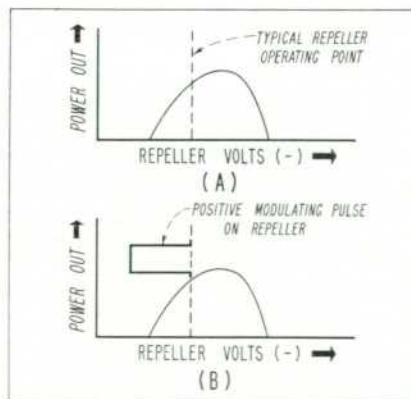 POWER OUT
TYPICAL REPELLER
OPERATING POINT
REPELLER VOLTS (-)
(A)
POWER OUT
POSITIVE MODULATING PULSE
ON REPELLER
REPELLER VOLTS (-)
(B)